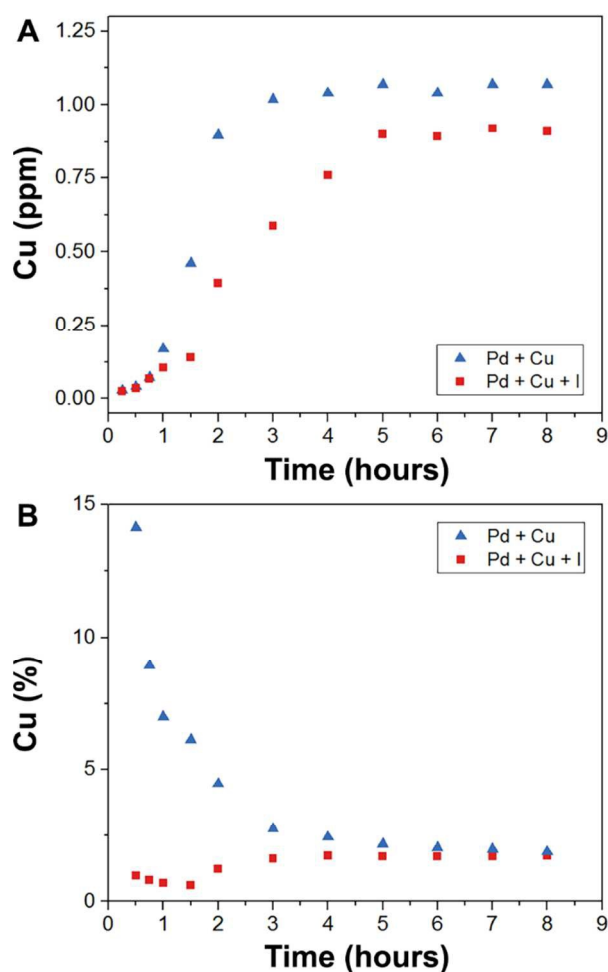 A
1.25
1.00
0.75
0.50
0.25
0.00
Cu (ppm)
Pd + Cu
Pd + Cu + I
0 1 2 3 4 5 6 7 8 9
Time (hours)
B
15
10
5
0
Cu (%)
Pd + Cu
Pd + Cu + I
0 1 2 3 4 5 6 7 8 9
Time (hours)